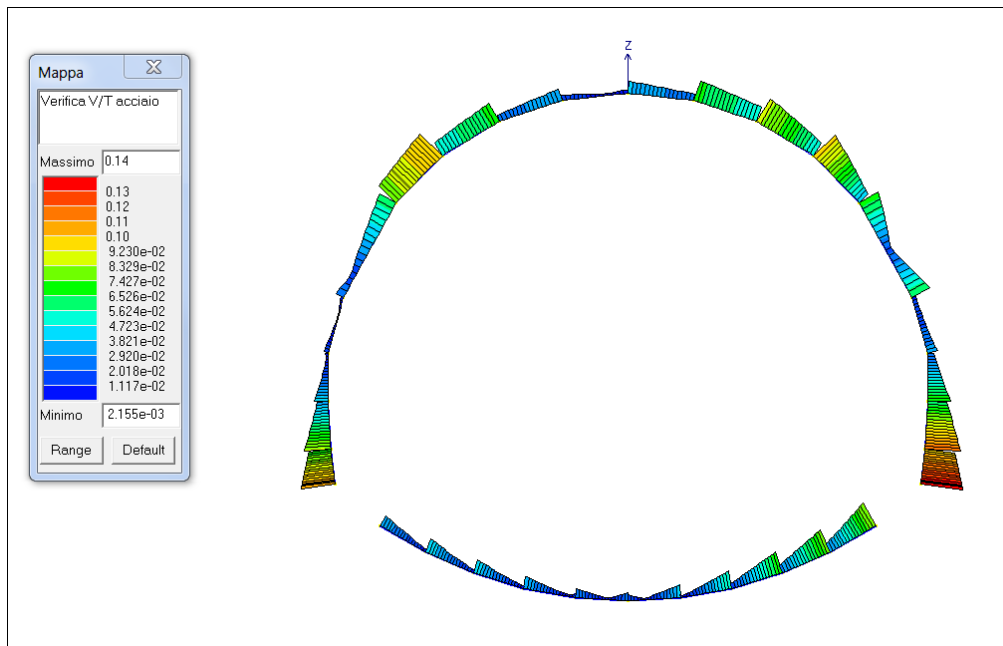 Mappa
Verifica V/T acciaio
Massimo 0.14
0.13
0.12
0.11
0.10
9.230e-02
8.329e-02
7.427e-02
6.526e-02
5.624e-02
4.723e-02
3.821e-02
2.920e-02
2.018e-02
1.117e-02
Minimo 2.155e-03
Range Default
Z